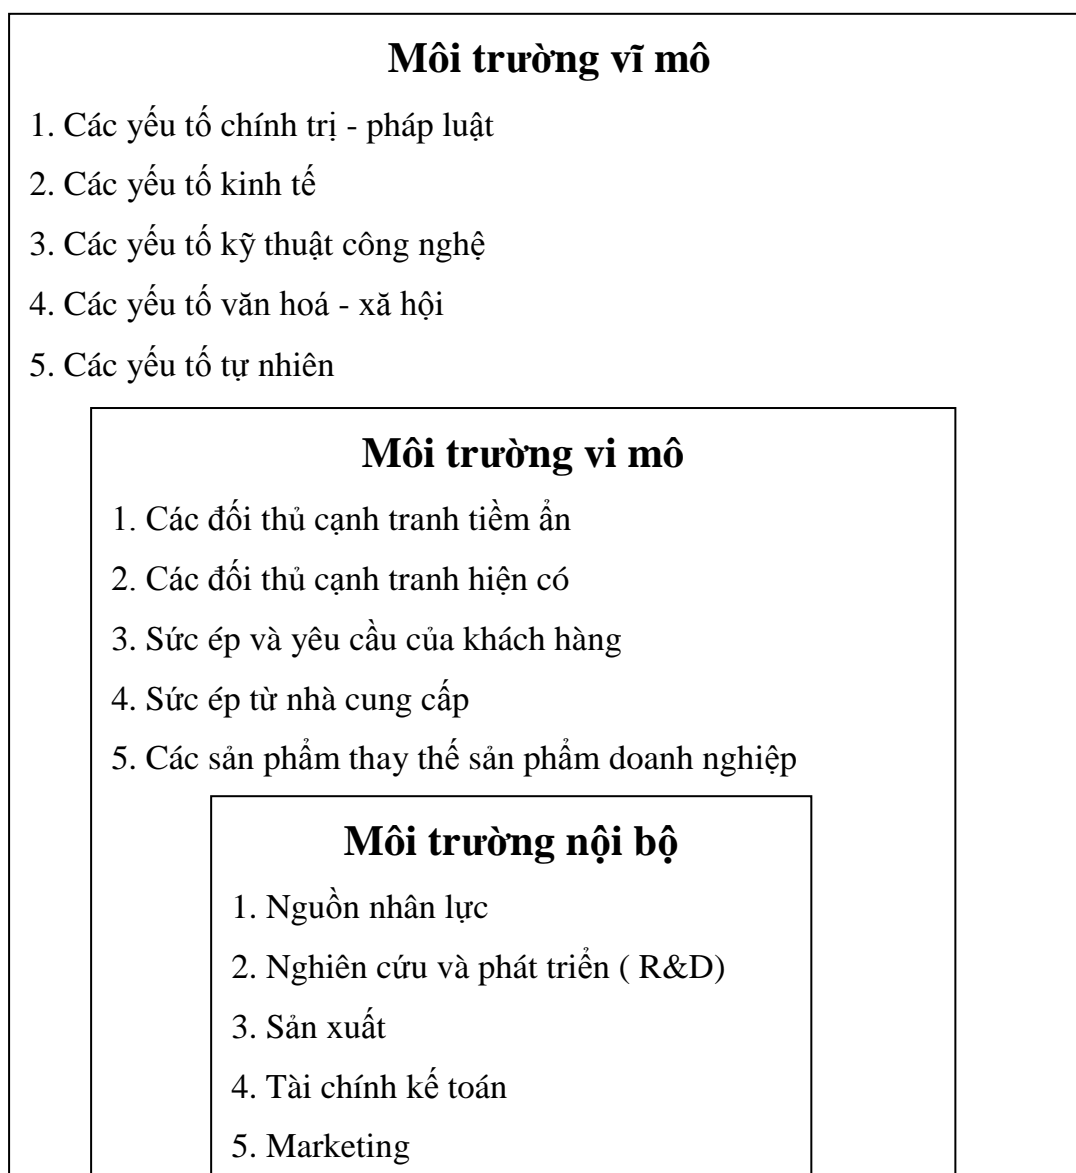 Môi trường vĩ mô
1. Các yếu tố chính trị - pháp luật
2. Các yếu tố kinh tế
3. Các yếu tố kỹ thuật công nghệ
4. Các yếu tố văn hoá - xă hội
5. Các yếu tố tự nhiên
Môi trường vi mô
1. Các đối thủ cạnh tranh tiềm ẩn
2. Các đối thủ cạnh tranh hiện có
3. Sức ép và yêu cầu của khách hàng
4. Sức ép từ nhà cung cấp
5. Các sản phẩm thay thế sản phẩm doanh nghiệp
Môi trường nội bộ
1. Nguồn nhân lực
2. Nghiên cứu và phát triển ( R&D)
3. Sản xuất
4. Tài chính kế toán
5. Marketing